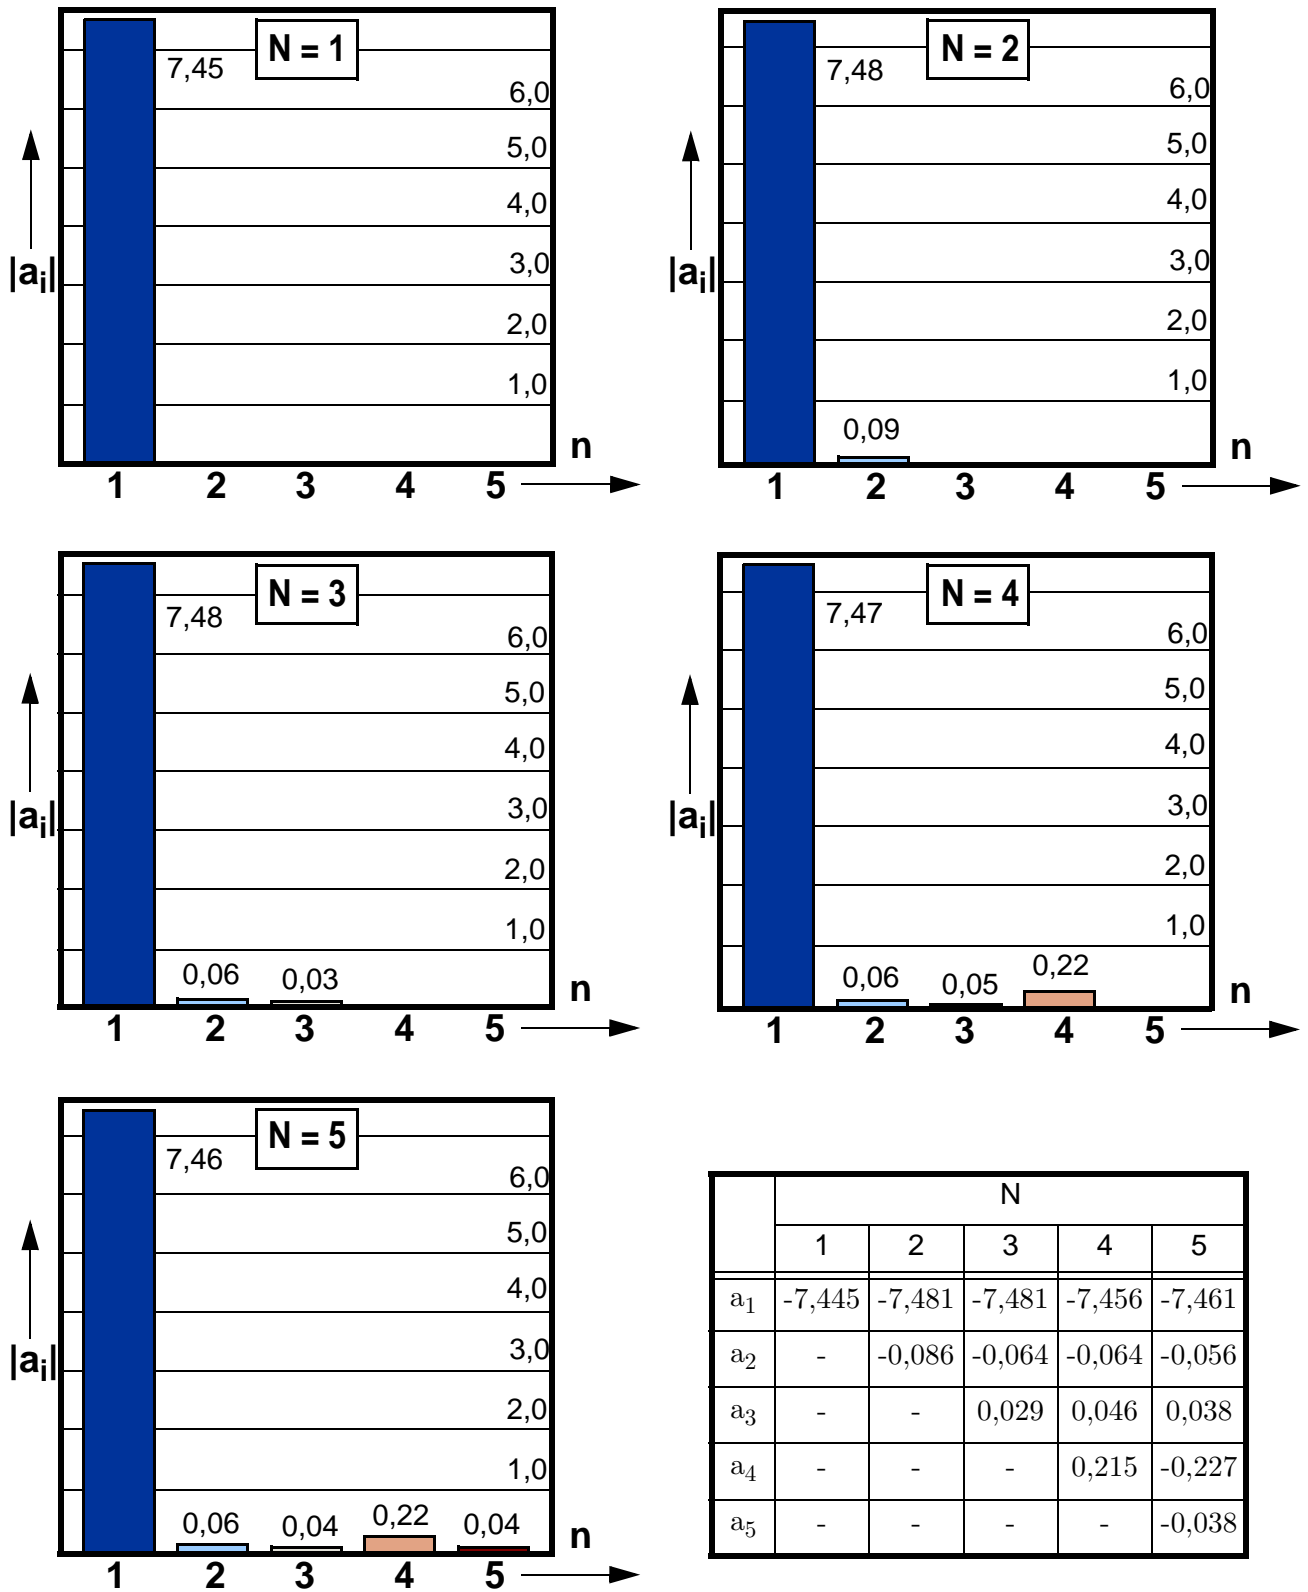 N = 1
7,45
6,0
5,0
4,0
3,0
2,0
1,0
|ai|
n
1 2 3 4 5
N = 2
7,48
6,0
5,0
4,0
3,0
2,0
1,0
0,09
|ai|
n
1 2 3 4 5
N = 3
7,48
6,0
5,0
4,0
3,0
2,0
1,0
0,06 0,03
|ai|
n
1 2 3 4 5
N = 4
7,47
6,0
5,0
4,0
3,0
2,0
1,0
0,06 0,05 0,22
|ai|
n
1 2 3 4 5
N = 5
7,46
6,0
5,0
4,0
3,0
2,0
1,0
0,06 0,04 0,22 0,04
|ai|
n
1 2 3 4 5
N
1 2 3 4 5
a1 -7,445 -7,481 -7,481 -7,456 -7,461
a2 - -0,086 -0,064 -0,064 -0,056
a3 - - 0,029 0,046 0,038
a4 - - - 0,215 -0,227
a5 - - - - -0,038